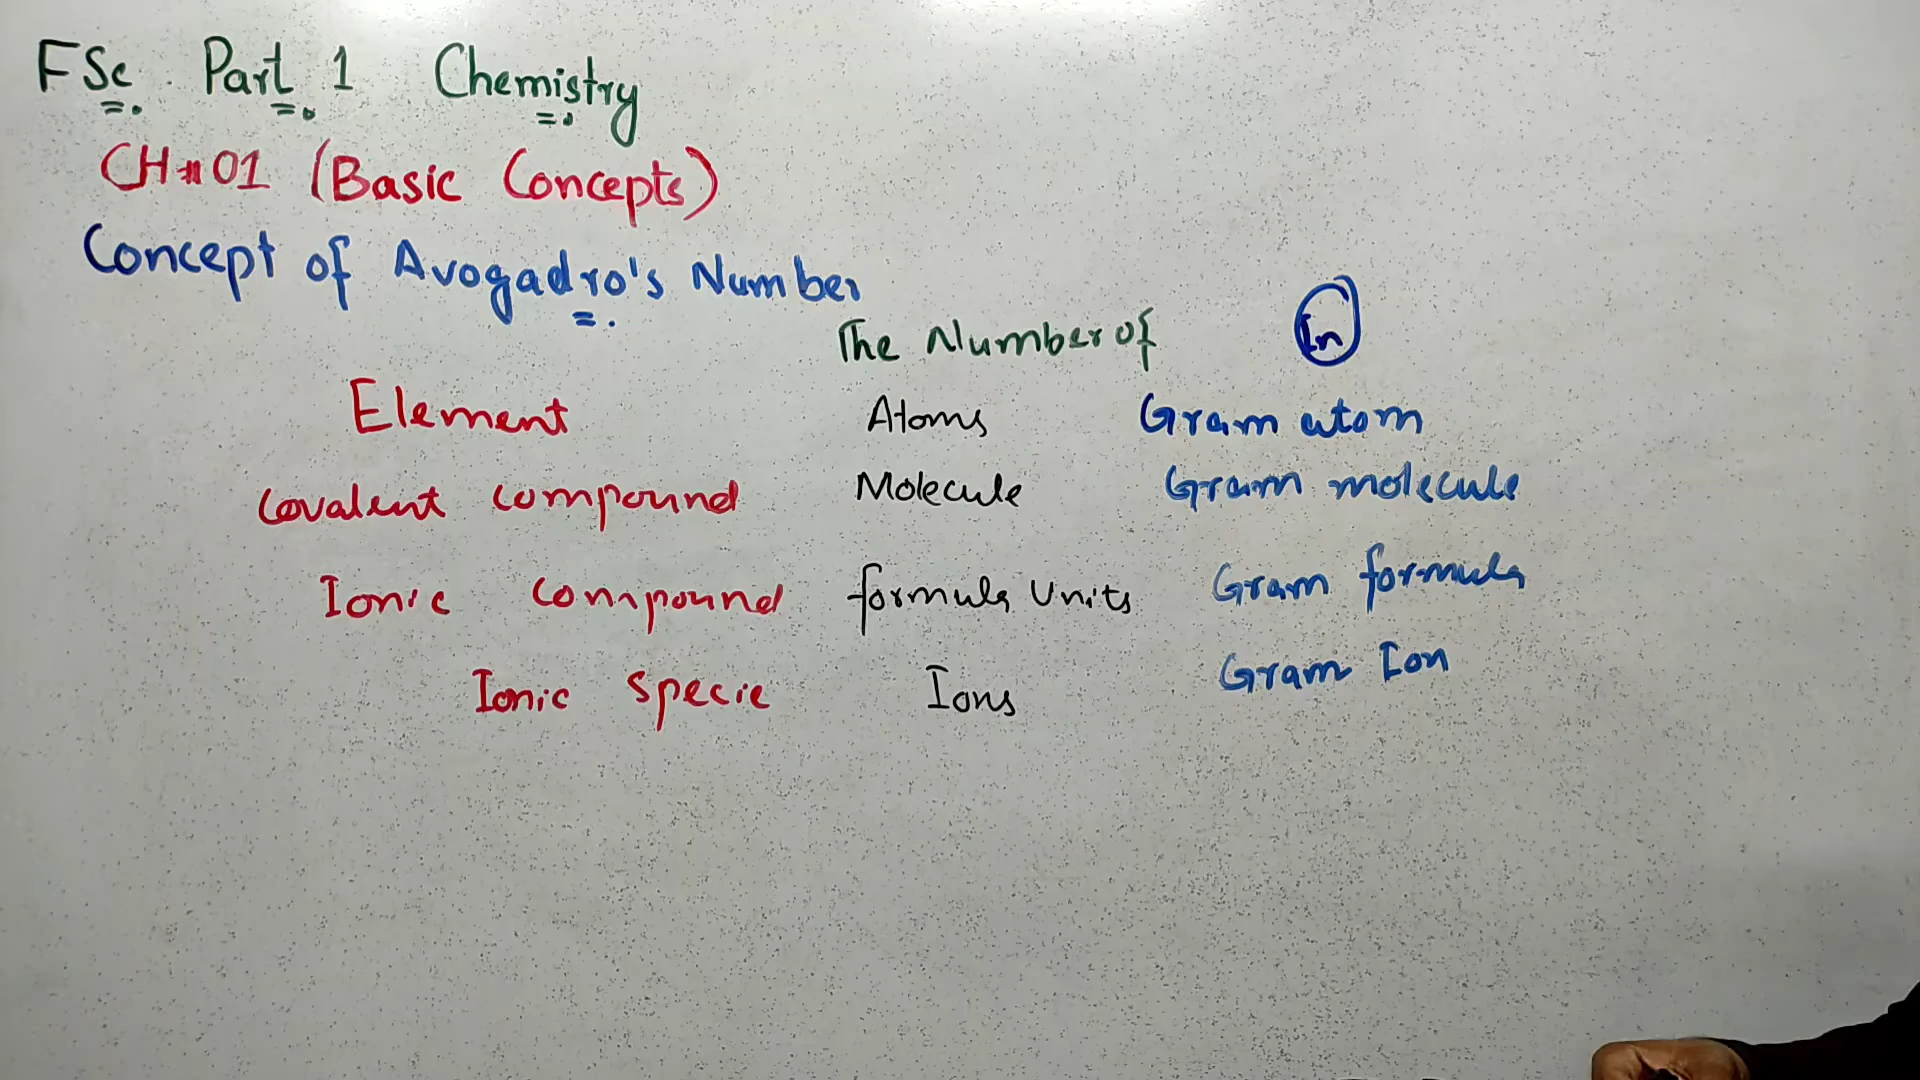 FSc. Part 1 Chemistry
CH#01 (Basic Concepts)
Concept of Avogadro's Number
The Number of In
Element Atoms Gram atom
Covalent compound Molecule Gram molecule
Ionic compound formula Units Gram formula
Ionic specie Ions Gram Ion